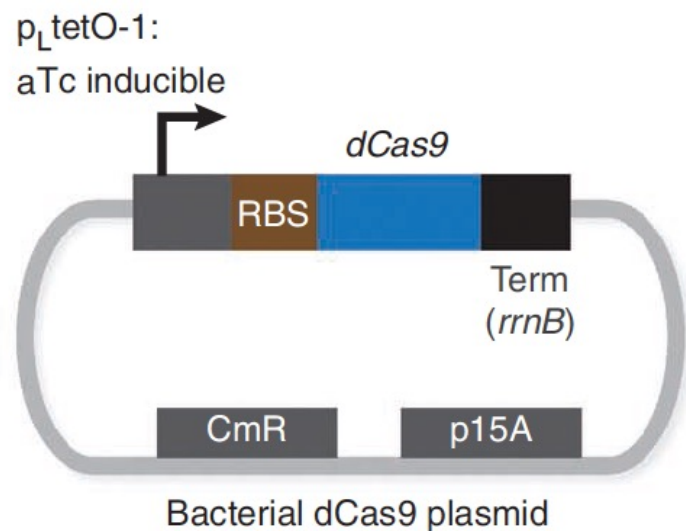 pLtetO-1:
aTc inducible
dCas9
RBS
Term
(rrnB)
CmR
p15A
Bacterial dCas9 plasmid